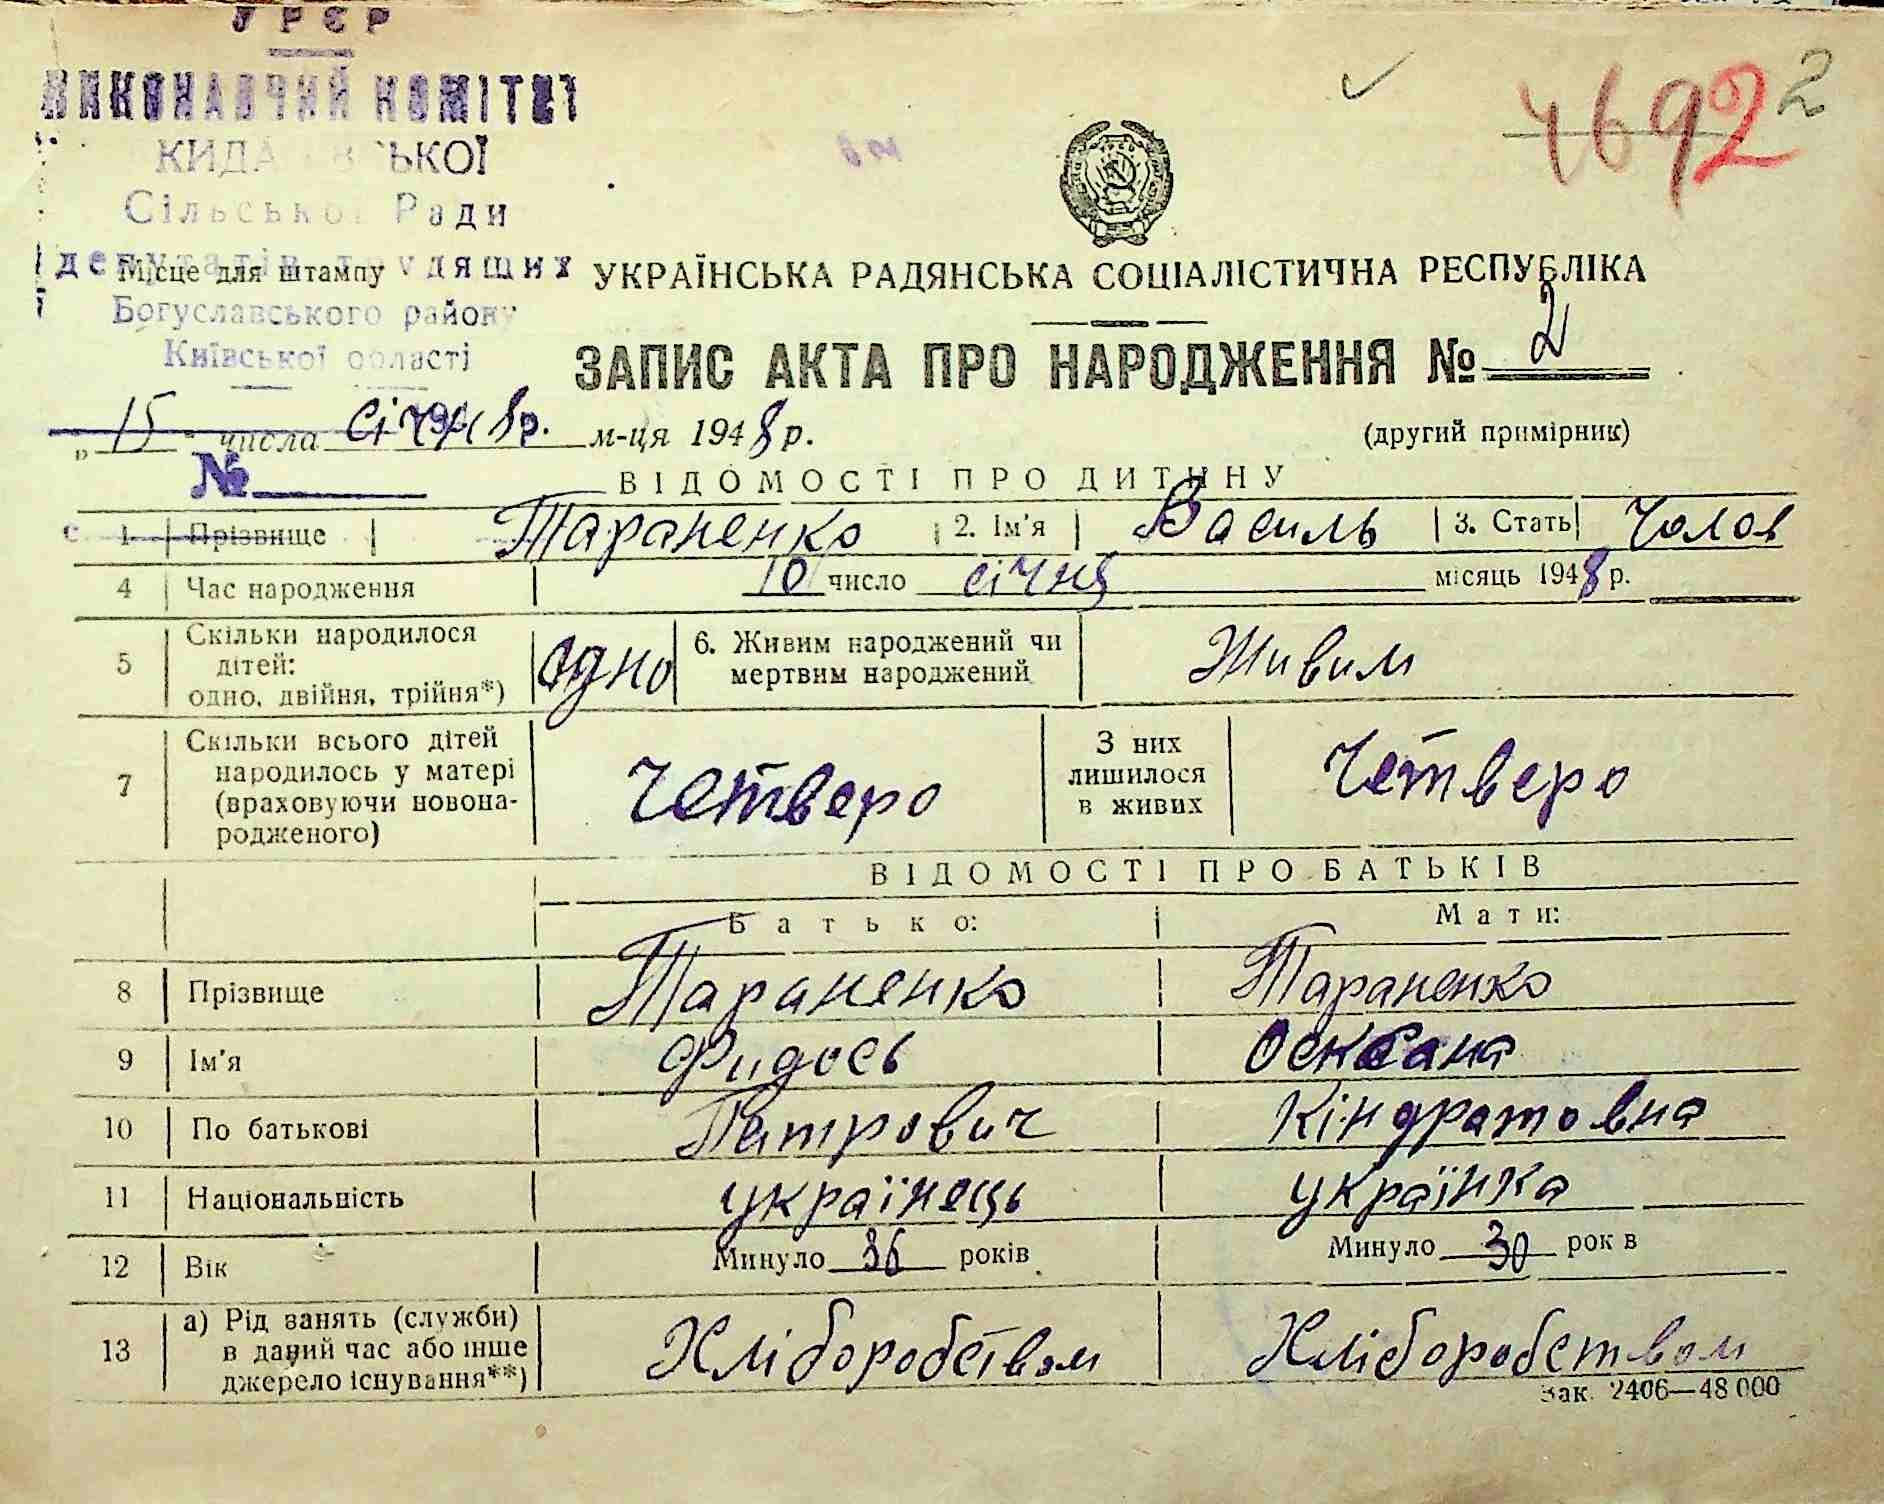 УРСР
ВИКОНАВЧИЙ КОМІТЕТ
Сільської Ради
депутатів трудящих
Богуславського району
Київської області
Місце для штампу
4692 2
УКРАЇНСЬКА РАДЯНСЬКА СОЦІАЛІСТИЧНА РЕСПУБЛІКА
ЗАПИС АКТА ПРО НАРОДЖЕННЯ № 2
„15" числа січня м-ця 1948 р.
(другий примірник)
№
ВІДОМОСТІ ПРО ДИТИНУ
1 Прізвище Тараненко 2. Ім'я Василь 3. Стать Чолов
4 Час народження 10 число січня місяць 1948 р.
5 Скільки народилося дітей: одно, двійня, трійня*) одно 6. Живим народжений чи мертвим народжений Живим
7 Скільки всього дітей народилось у матері (враховуючи новонародженого) Четверо З них лишилося в живих Четверо
ВІДОМОСТІ ПРО БАТЬКІВ
Батько: Мати:
8 Прізвище Тараненко Тараненко
9 Ім'я Фидось Оксана
10 По батькові Петрович Кіндратовна
11 Національність українець українка
12 Вік Минуло 36 років Минуло 30 рок в
13 а) Рід занять (служби) в даний час або інше джерело існування**) Хліборобством Хліборобством
Зак. 2406—48 000